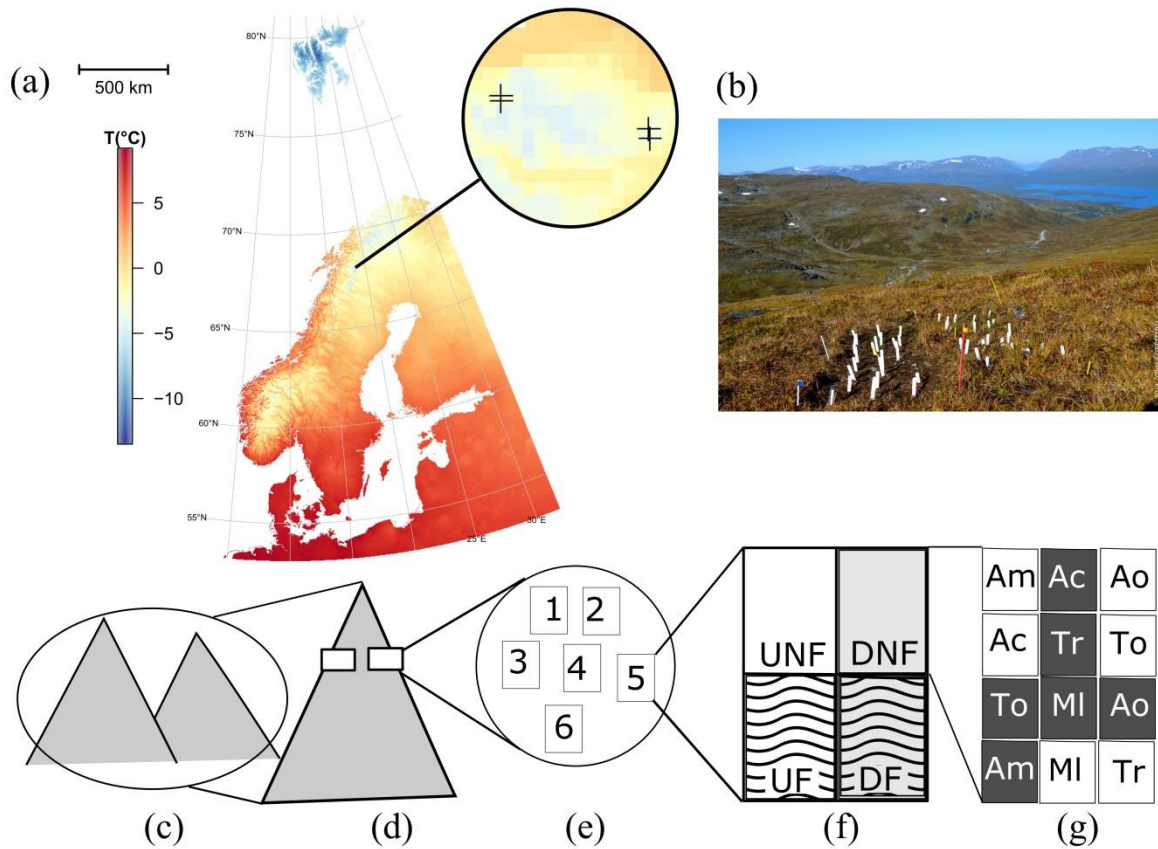 (a)
500 km
T(°C)
5
0
−5
−10
80°N
75°N
70°N
65°N
60°N
55°N
25°E
30°E
(b)
1 2
3 4 5
6
UNF DNF
UF DF
Am Ac Ao
Ac Tr To
To Ml Ao
Am Ml Tr
(c) (d) (e) (f) (g)